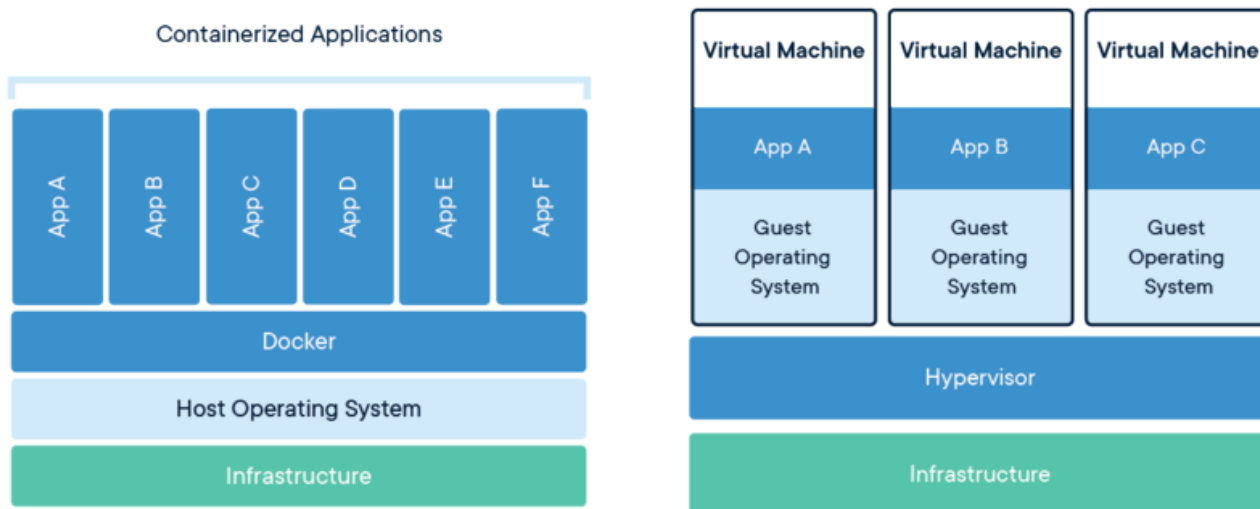 Containerized Applications
App A
App B
App C
App D
App E
App F
Docker
Host Operating System
Infrastructure
Virtual Machine
App A
Guest
Operating
System
Virtual Machine
App B
Guest
Operating
System
Virtual Machine
App C
Guest
Operating
System
Hypervisor
Infrastructure